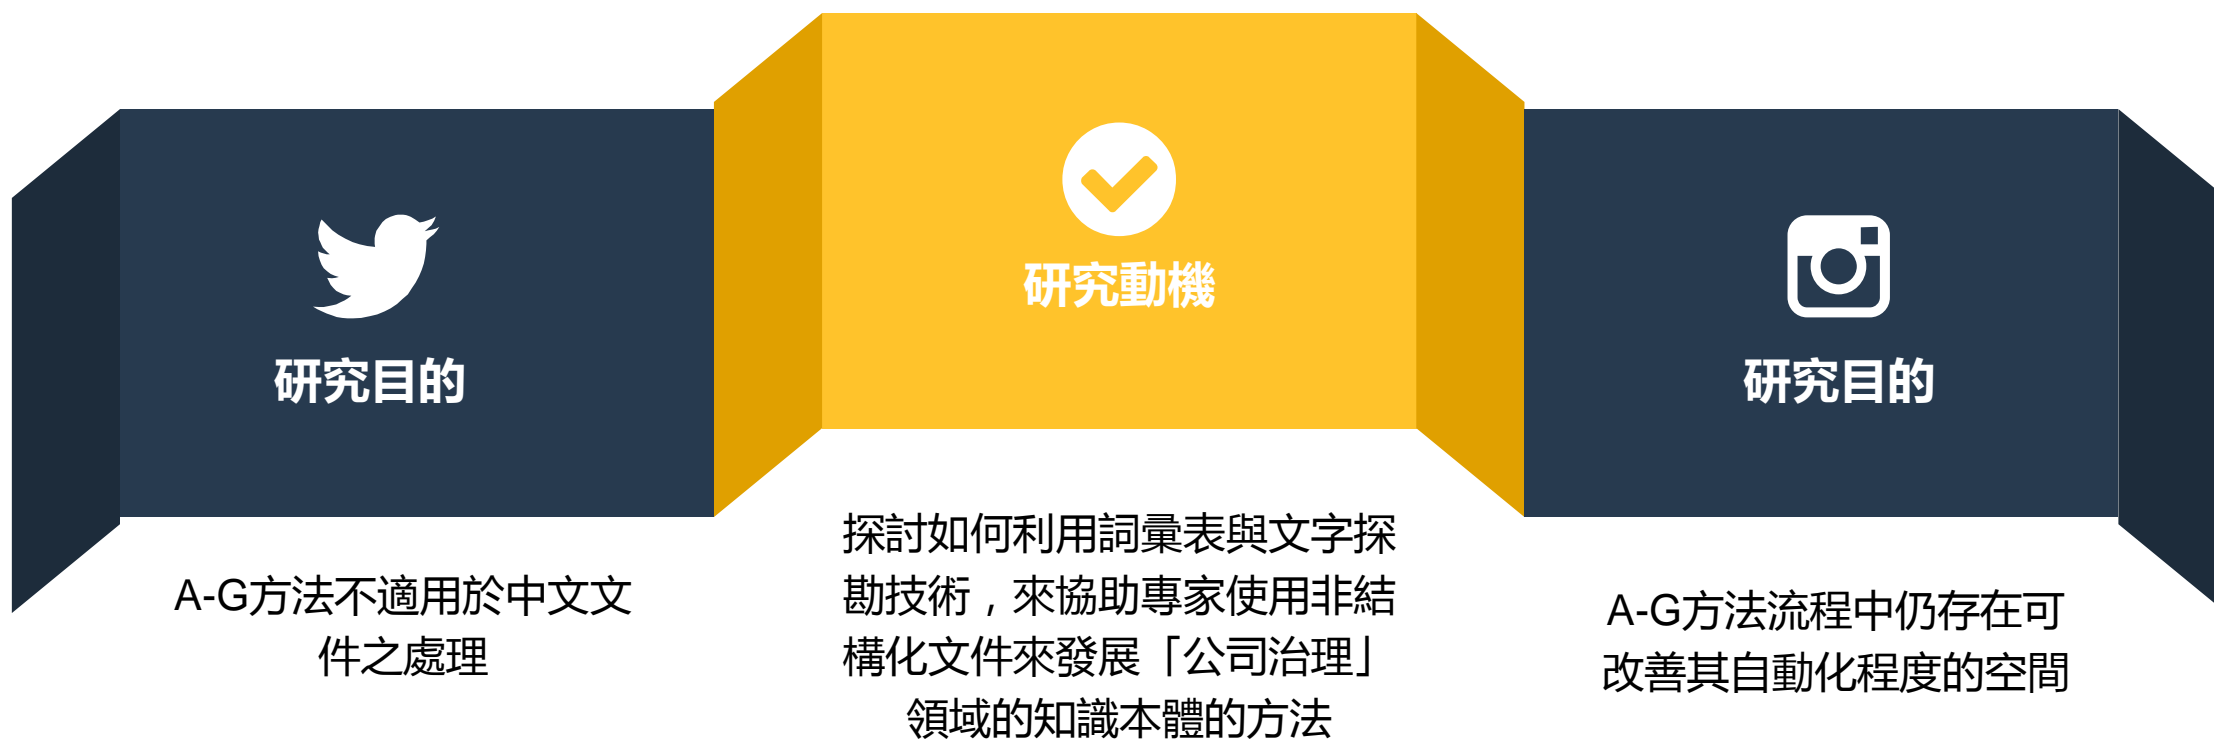 研究目的
A-G方法不適用於中文文
件之處理
研究動機
探討如何利用詞彙表與文字探
勘技術，來協助專家使用非結
構化文件來發展「公司治理」
領域的知識本體的方法
研究目的
A-G方法流程中仍存在可
改善其自動化程度的空間